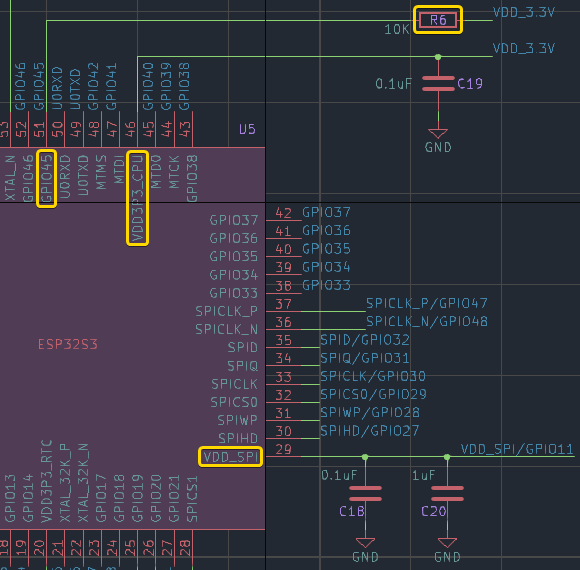 R6
VDD_3.3V
10K
VDD_3.3V
0.1uF
C19
GND
GPIO46
GPIO45
U0RXD
U0TXD
GPIO42
GPIO41
GPIO40
GPIO39
GPIO38
53
52
51
50
49
48
47
46
45
44
43
U5
XTAL_N
GPIO46
GPIO45
U0RXD
U0TXD
MTMS
MTDI
VDD3P3_CPU
MTDO
MTCK
GPIO38
GPIO37 42 GPIO37
GPIO36 41 GPIO36
GPIO35 40 GPIO35
GPIO34 39 GPIO34
GPIO33 38 GPIO33
SPICLK_P 37 SPICLK_P/GPIO47
SPICLK_N 36 SPICLK_N/GPIO48
SPID 35 SPID/GPIO32
SPIQ 34 SPIQ/GPIO31
SPICLK 33 SPICLK/GPIO30
SPICS0 32 SPICS0/GPIO29
SPIWP 31 SPIWP/GPIO28
SPIHD 30 SPIHD/GPIO27
VDD_SPI 29 VDD_SPI/GPIO11
ESP32S3
0.1uF
C18
GND
1uF
C20
GND
GPIO13
GPIO14
VDD3P3_RTC
XTAL_32K_P
XTAL_32K_N
GPIO17
GPIO18
GPIO19
GPIO20
GPIO21
SPICS1
18
19
20
21
22
23
24
25
26
27
28